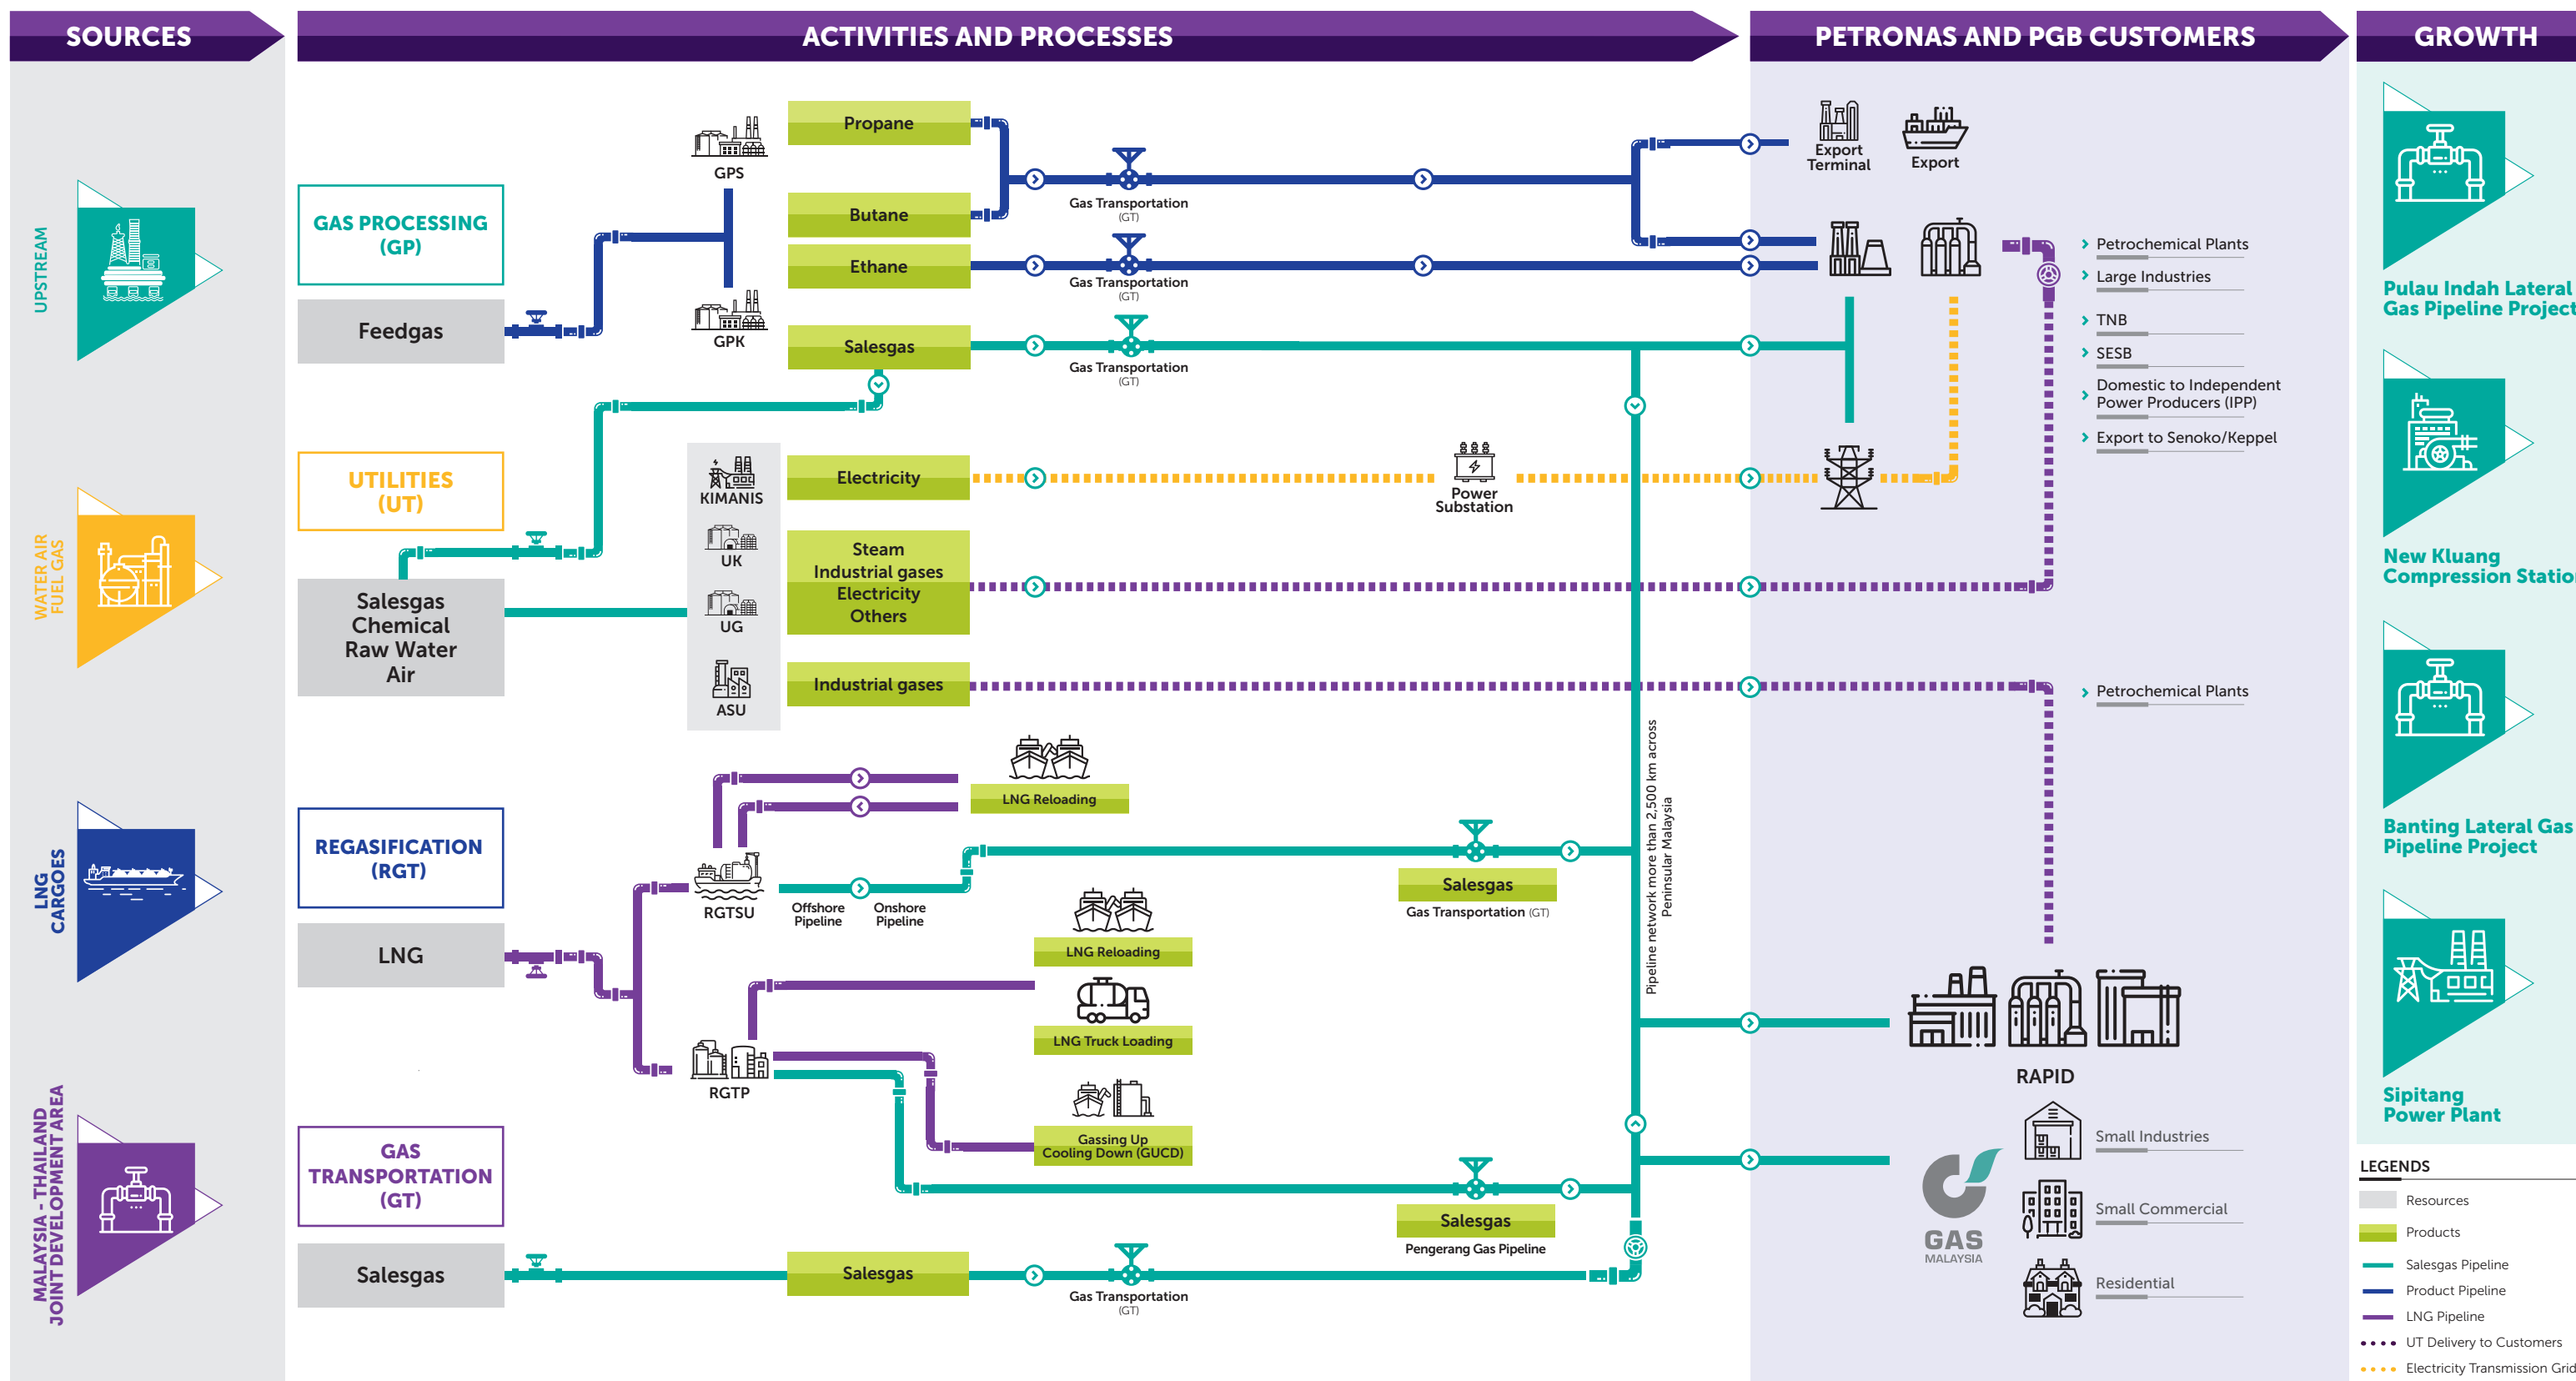 SOURCES
ACTIVITIES AND PROCESSES
PETRONAS AND PGB CUSTOMERS
GROWTH
UPSTREAM
WATER AIR
FUEL GAS
LNG
CARGOES
MALAYSIA - THAILAND
JOINT DEVELOPMENT AREA
GAS PROCESSING
(GP)
Feedgas
GPS
GPK
Propane
Butane
Ethane
Salesgas
Gas Transportation
(GT)
Gas Transportation
(GT)
Gas Transportation
(GT)
UTILITIES
(UT)
Salesgas
Chemical
Raw Water
Air
KIMANIS
UK
UG
ASU
Electricity
Steam
Industrial gases
Electricity
Others
Industrial gases
Power
Substation
REGASIFICATION
(RGT)
LNG
RGTSU
RGTP
LNG Reloading
Offshore
Pipeline
Onshore
Pipeline
LNG Reloading
LNG Truck Loading
Gassing Up
Cooling Down (GUCD)
Salesgas
Gas Transportation (GT)
Salesgas
Pengerang Gas Pipeline
Pipeline network more than 2,500 km across
Peninsular Malaysia
GAS
TRANSPORTATION
(GT)
Salesgas
Salesgas
Gas Transportation
(GT)
Export
Terminal
Export
Petrochemical Plants
Large Industries
TNB
SESB
Domestic to Independent
Power Producers (IPP)
Export to Senoko/Keppel
Petrochemical Plants
RAPID
GAS
MALAYSIA
Small Industries
Small Commercial
Residential
Pulau Indah Lateral
Gas Pipeline Project
New Kluang
Compression Statio
Banting Lateral Gas
Pipeline Project
Sipitang
Power Plant
LEGENDS
Resources
Products
Salesgas Pipeline
Product Pipeline
LNG Pipeline
UT Delivery to Customers
Electricity Transmission Grid